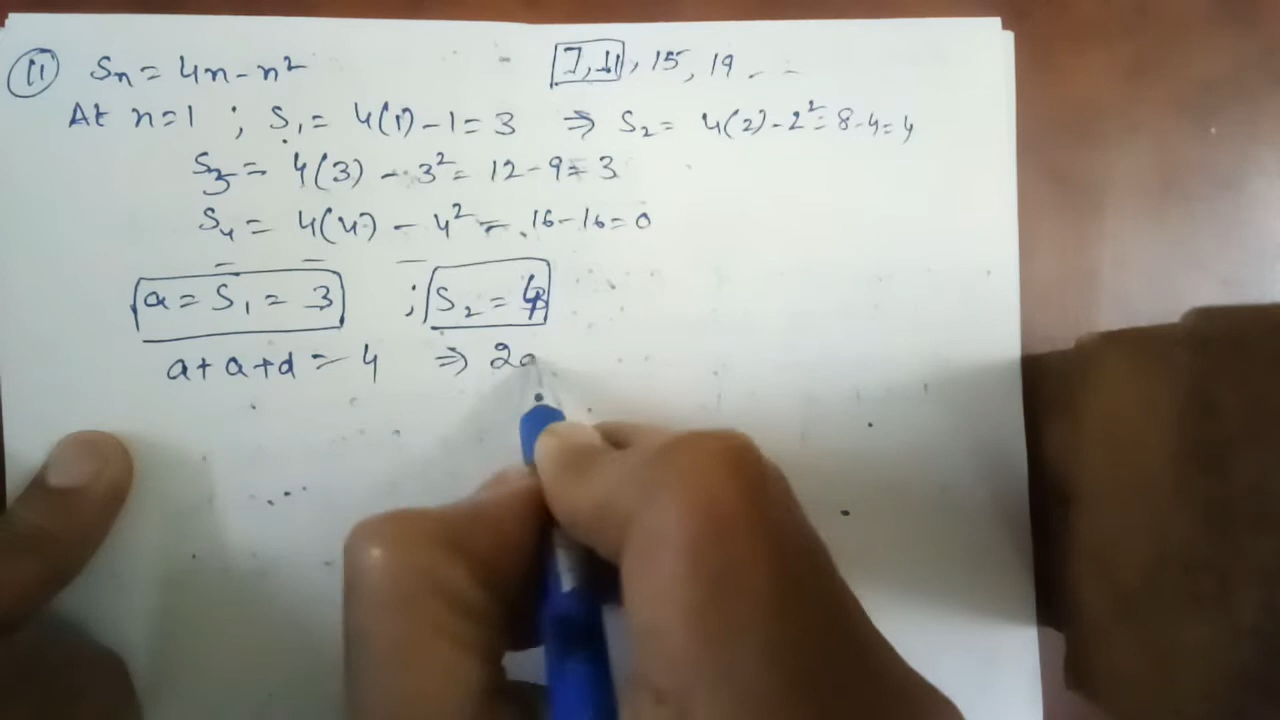 11 Sn = 4n - n² 7, 11, 15, 19, - -
At n=1 ; S₁ = 4(1) - 1 = 3 ⇒ S₂ = 4(2) - 2² = 8 - 4 = 4
S₃ = 4(3) - 3² = 12 - 9 = 3
S₄ = 4(4) - 4² = 16 - 16 = 0
a = S₁ = 3 ; S₂ = 4
a + a + d = 4 ⇒ 2a